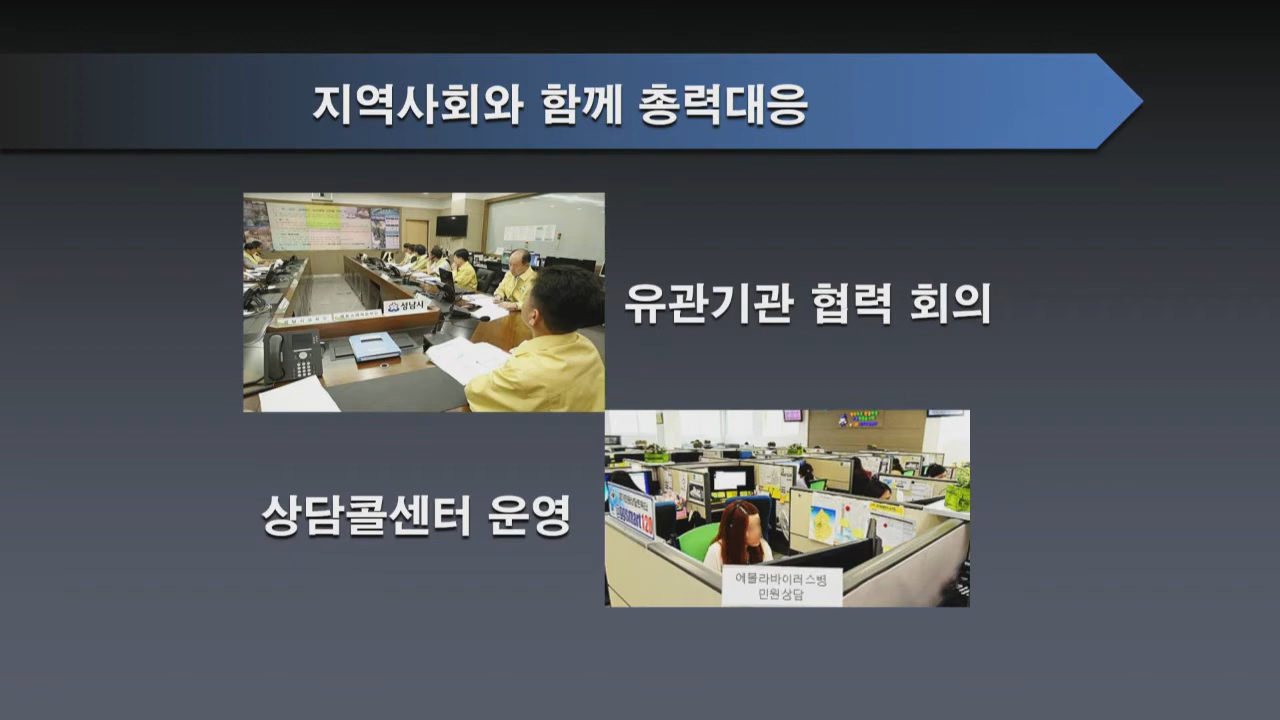 지역사회와 함께 총력대응
성남시
유관기관 협력 회의
상담콜센터 운영
에볼라바이러스병
민원상담